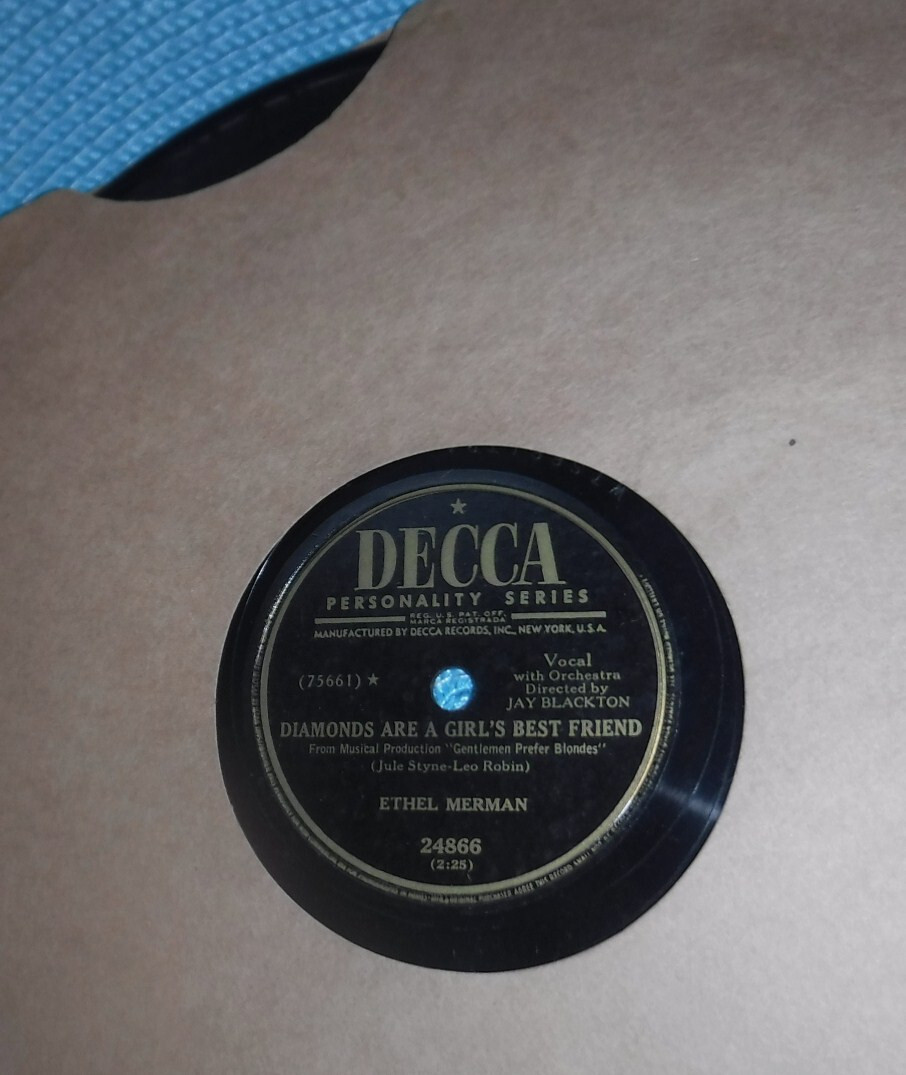 ★
DECCA
PERSONALITY SERIES
REG. U.S. PAT. OFF.
MARCA REGISTRADA
MANUFACTURED BY DECCA RECORDS, INC., NEW YORK, U.S.A.
Vocal
with Orchestra
(75661) ★
Directed by
JAY BLACKTON
DIAMONDS ARE A GIRL'S BEST FRIEND
From Musical Production "Gentlemen Prefer Blondes"
(Jule Styne-Leo Robin)
ETHEL MERMAN
24866
(2:25)